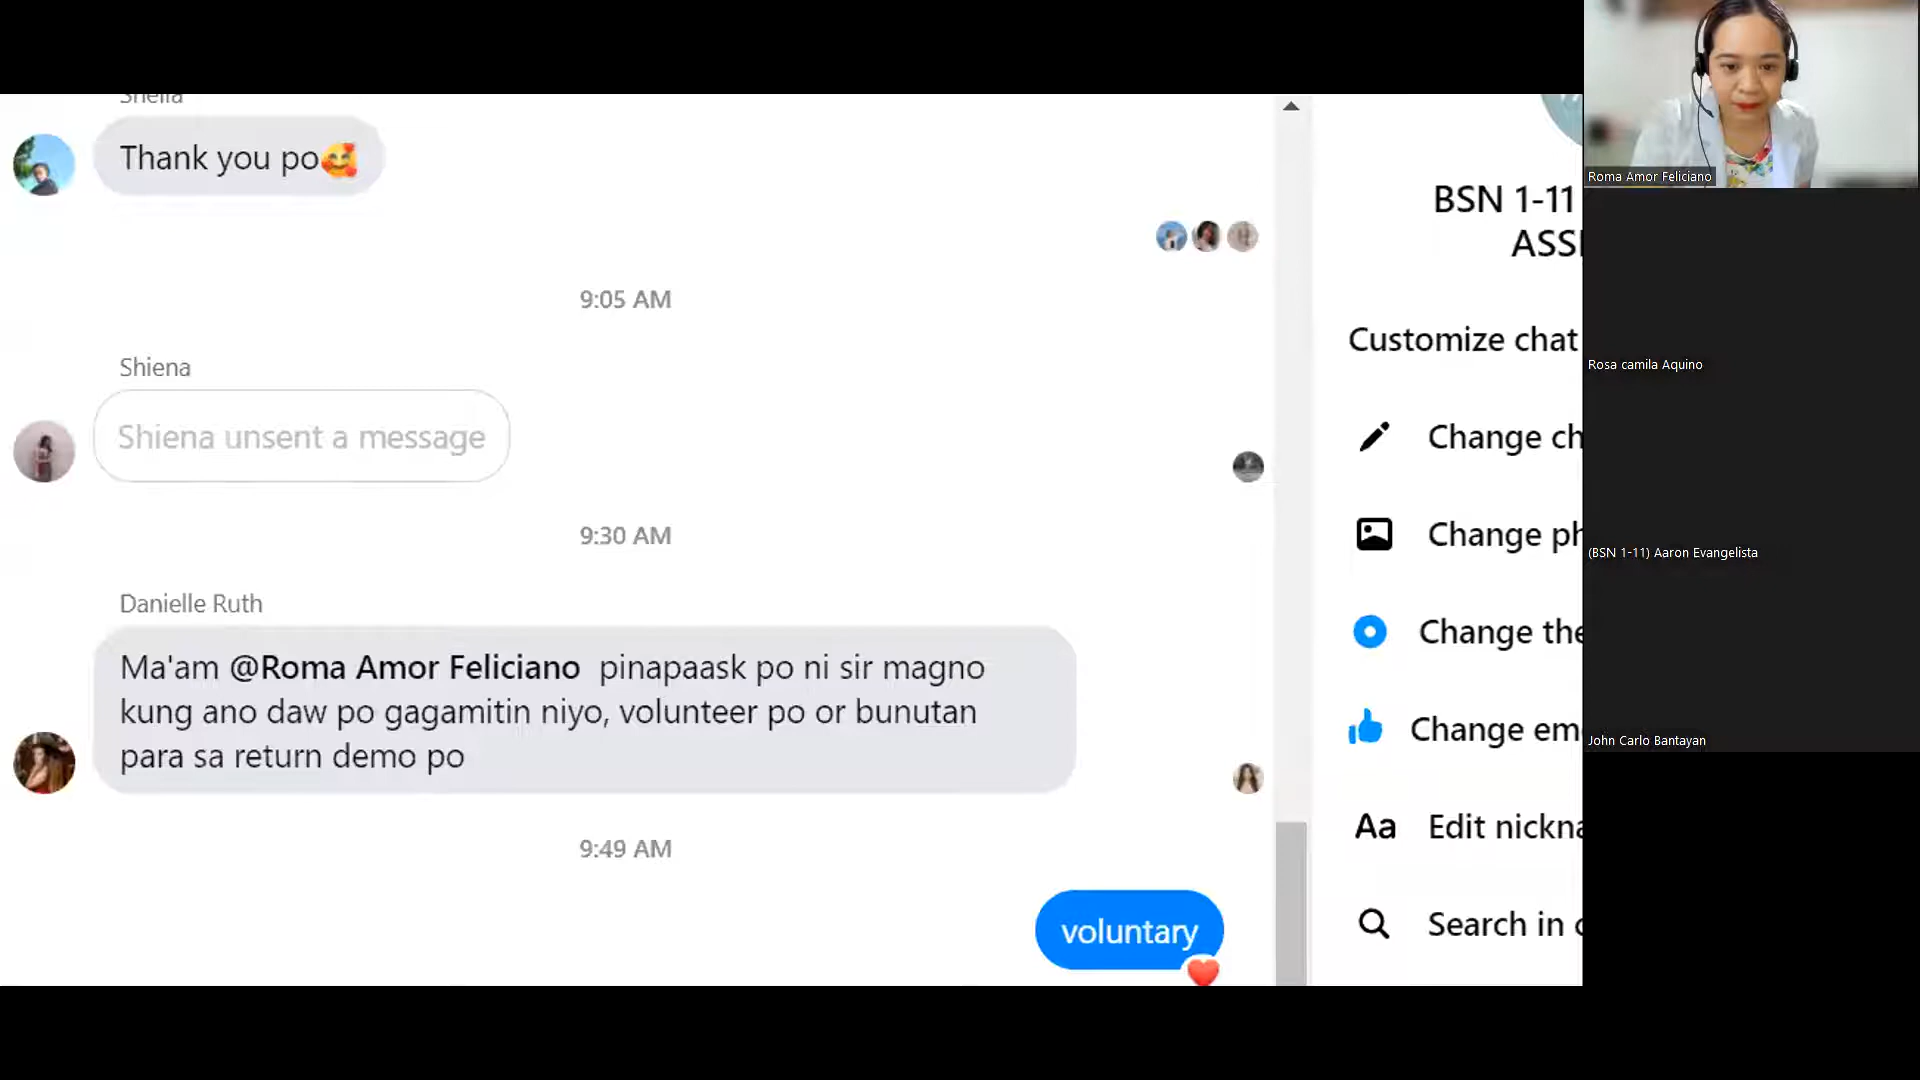 Sheila
Thank you po🥰
9:05 AM
Shiena
Shiena unsent a message
9:30 AM
Danielle Ruth
Ma'am @Roma Amor Feliciano pinapaask po ni sir magno
kung ano daw po gagamitin niyo, volunteer po or bunutan
para sa return demo po
9:49 AM
voluntary
BSN 1-11
ASS
Customize chat
Change ch
Change ph
Change the
Change em
Aa Edit nickna
Search in c
Roma Amor Feliciano
Rosa camila Aquino
(BSN 1-11) Aaron Evangelista
John Carlo Bantayan